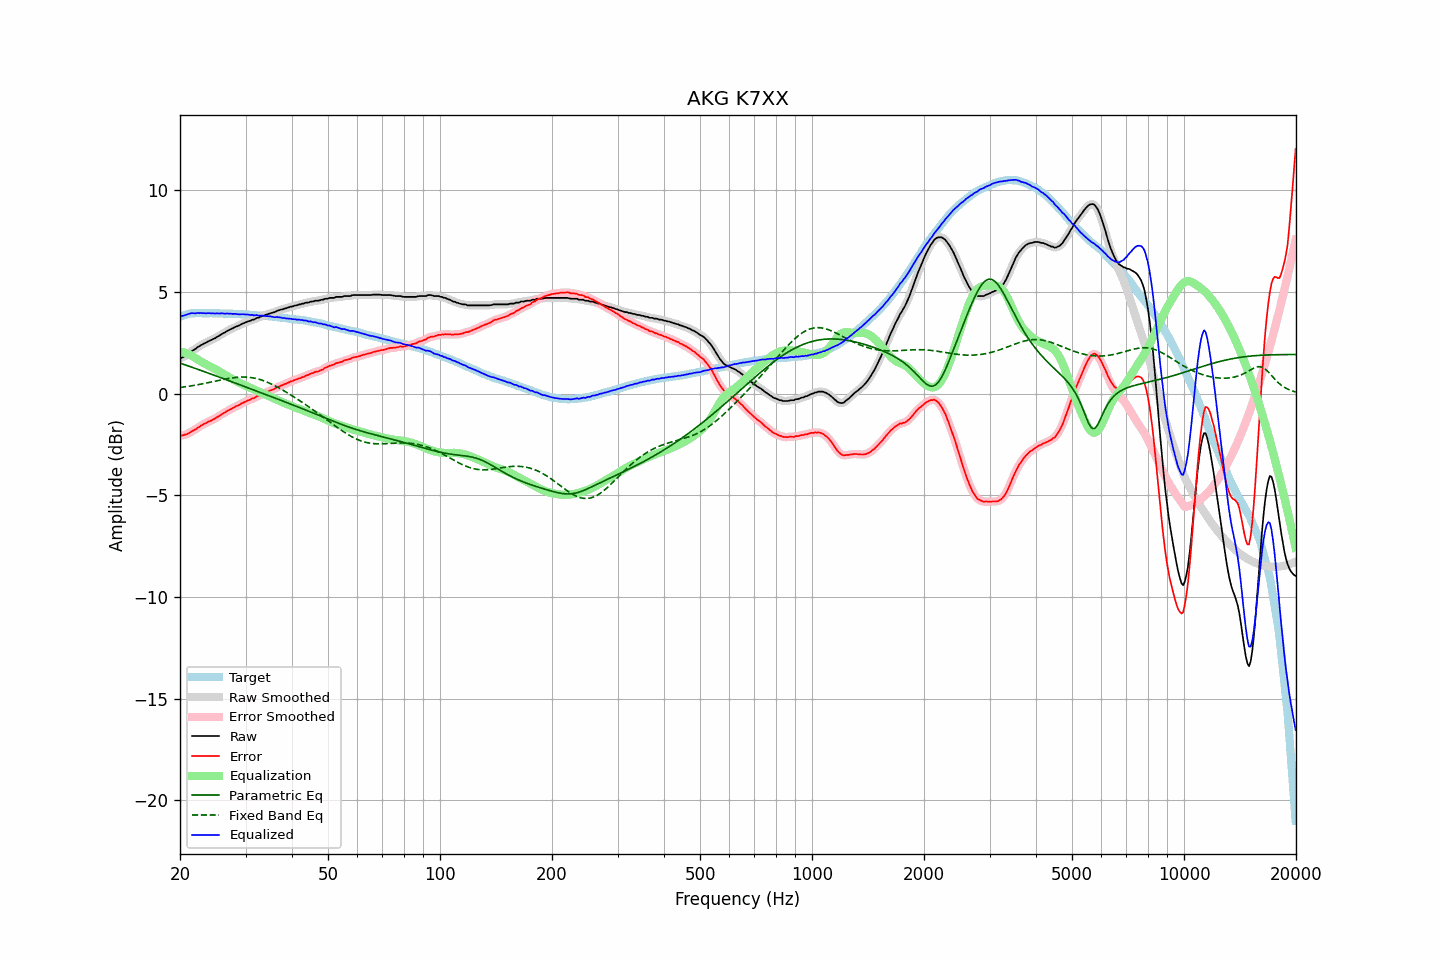 AKG K7XX
Amplitude (dBr)
10
5
0
−5
−10
−15
−20
Target
Raw Smoothed
Error Smoothed
Raw
Error
Equalization
Parametric Eq
Fixed Band Eq
Equalized
20
50
100
200
500
1000
2000
5000
10000
20000
Frequency (Hz)